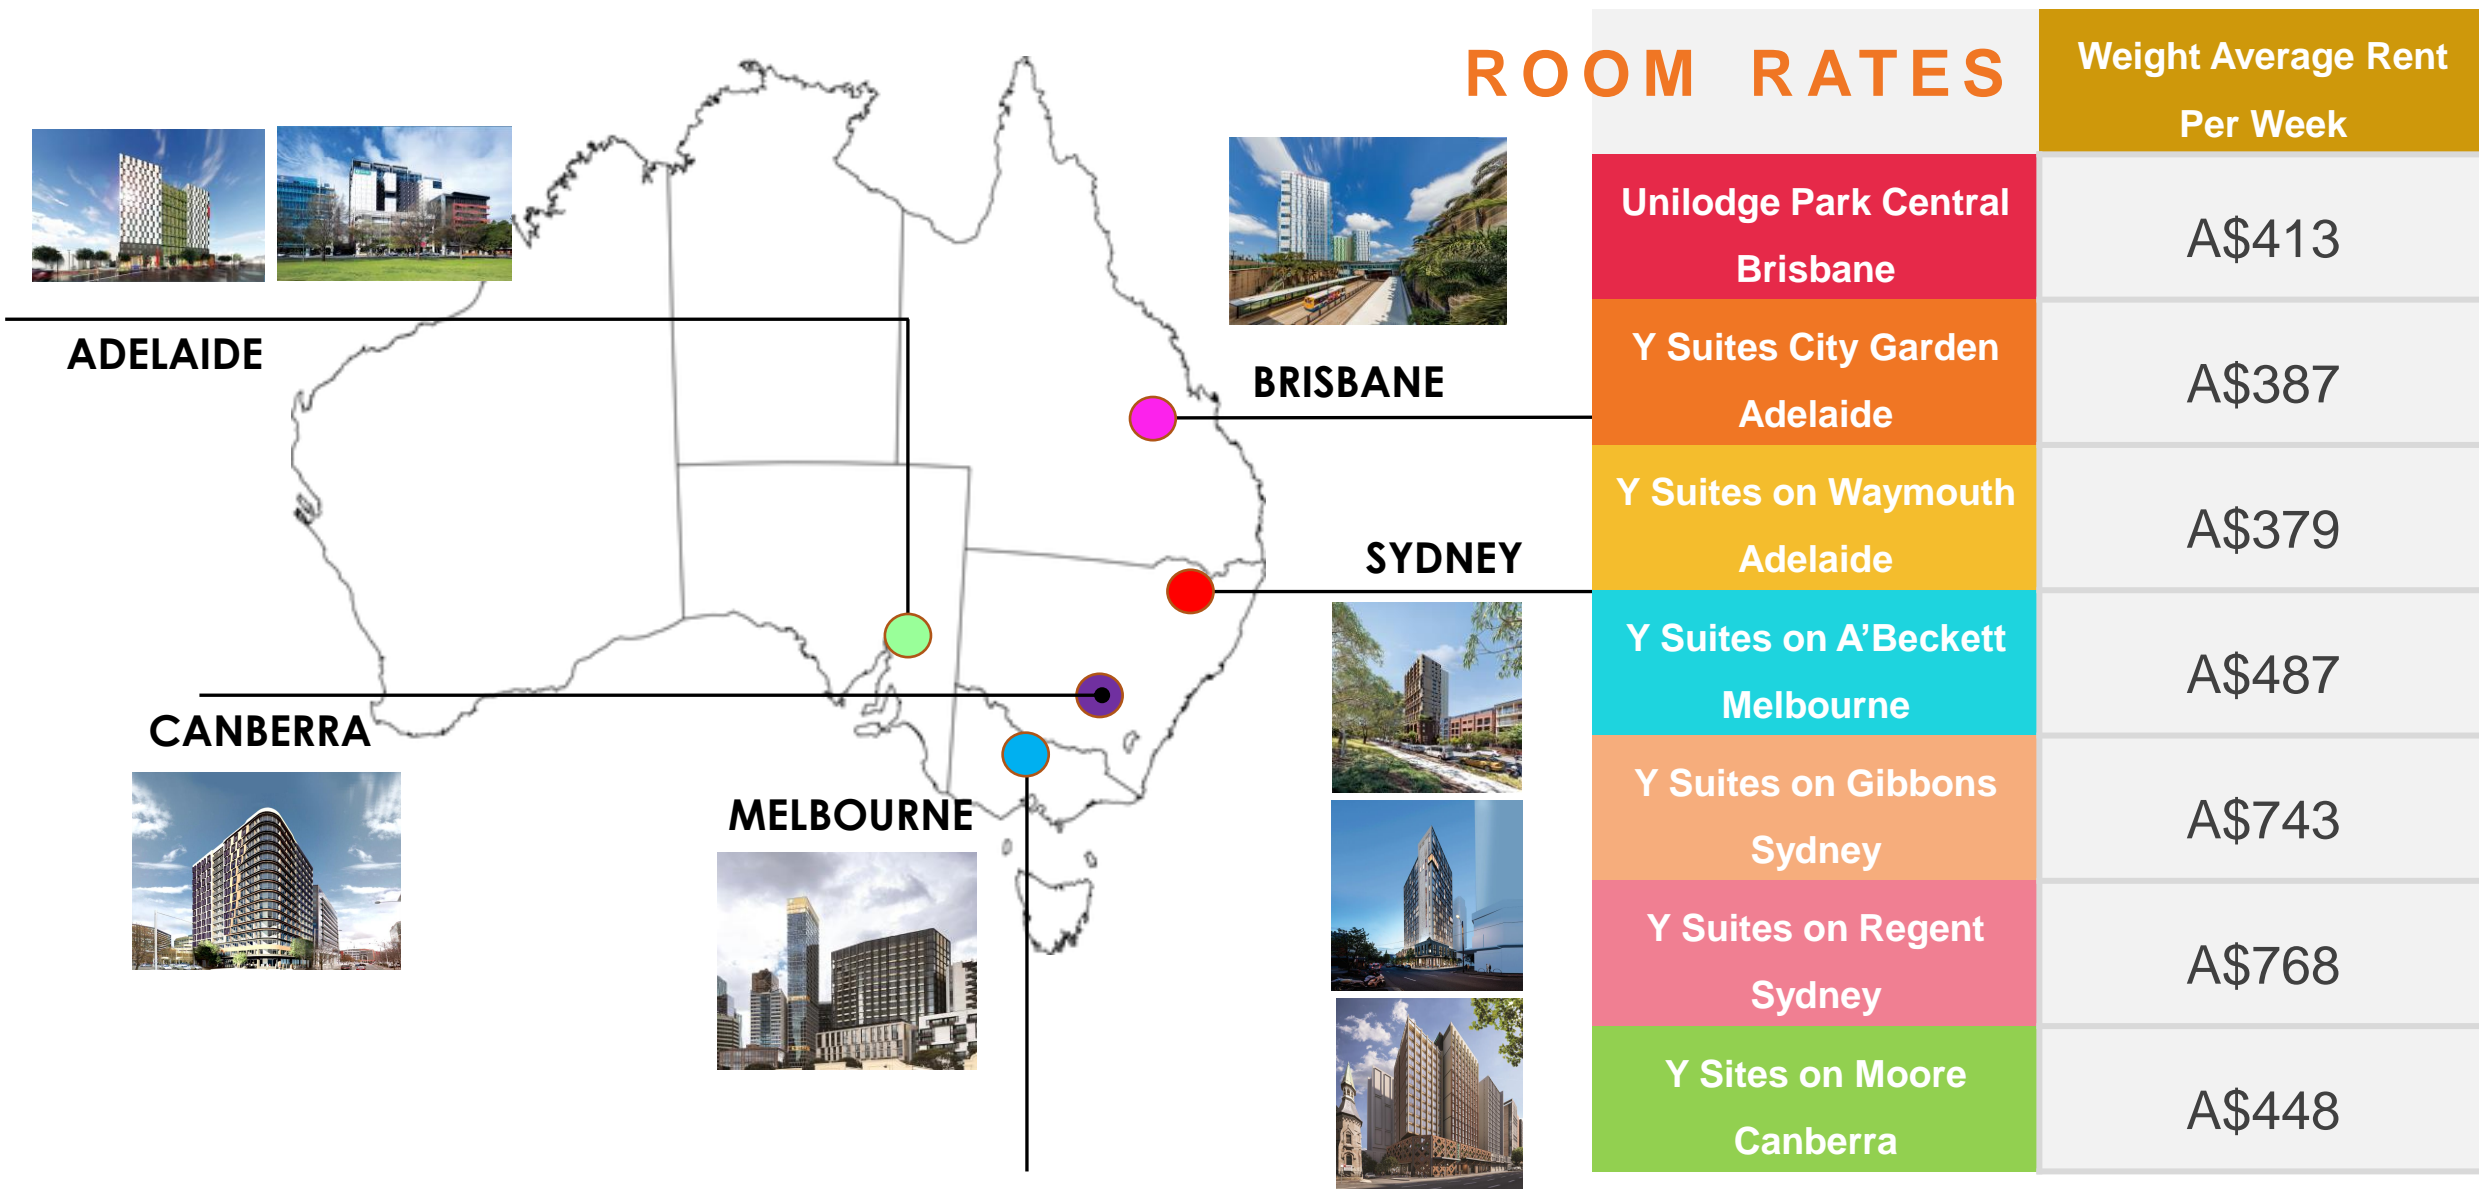 ROOM RATES
Weight Average Rent
Per Week
ADELAIDE
BRISBANE
SYDNEY
CANBERRA
MELBOURNE
Unilodge Park Central
Brisbane
A$413
Y Suites City Garden
Adelaide
A$387
Y Suites on Waymouth
Adelaide
A$379
Y Suites on A’Beckett
Melbourne
A$487
Y Suites on Gibbons
Sydney
A$743
Y Suites on Regent
Sydney
A$768
Y Sites on Moore
Canberra
A$448